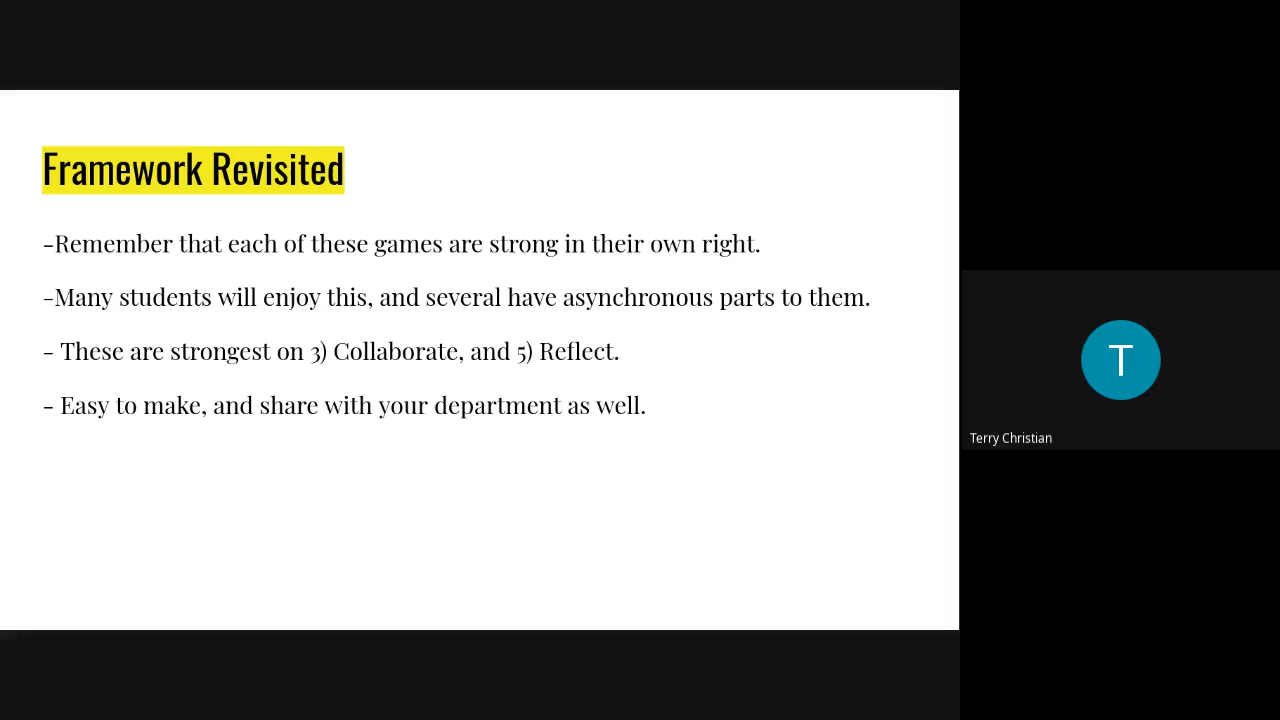 Framework Revisited
-Remember that each of these games are strong in their own right.
-Many students will enjoy this, and several have asynchronous parts to them.
- These are strongest on 3) Collaborate, and 5) Reflect.
- Easy to make, and share with your department as well.
T
Terry Christian